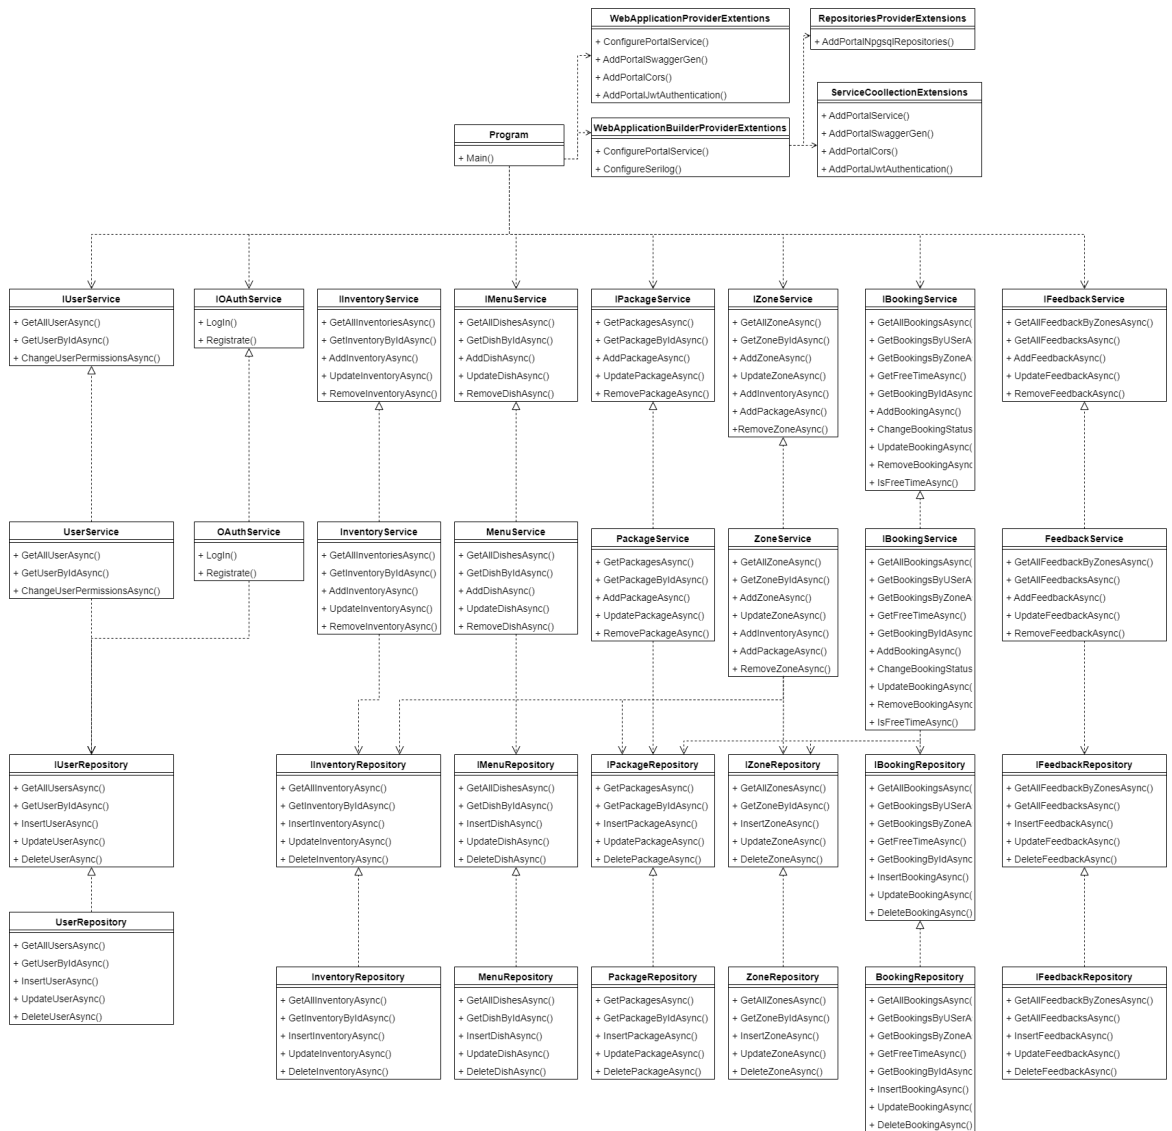 WebApplicationProviderExtentions
+ ConfigurePortalService()
+ AddPortalSwaggerGen()
+ AddPortalCors()
+ AddPortalJwtAuthentication()
RepositoriesProviderExtensions
+ AddPortalNpgsqlRepositories()
ServiceCoollectionExtensions
+ AddPortalService()
+ AddPortalSwaggerGen()
+ AddPortalCors()
+ AddPortalJwtAuthentication()
Program
+ Main()
WebApplicationBuilderProviderExtentions
+ ConfigurePortalService()
+ ConfigureSerilog()
IUserService
+ GetAllUserAsync()
+ GetUserByIdAsync()
+ ChangeUserPermissionsAsync()
IOAuthService
+ LogIn()
+ Registrate()
IInventoryService
+ GetAllInventoriesAsync()
+ GetInventoryByIdAsync()
+ AddInventoryAsync()
+ UpdateInventoryAsync()
+ RemoveInventoryAsync()
IMenuService
+ GetAllDishesAsync()
+ GetDishByIdAsync()
+ AddDishAsync()
+ UpdateDishAsync()
+ RemoveDishAsync()
IPackageService
+ GetPackagesAsync()
+ GetPackageByIdAsync()
+ AddPackageAsync()
+ UpdatePackageAsync()
+ RemovePackageAsync()
IZoneService
+ GetAllZoneAsync()
+ GetZoneByIdAsync()
+ AddZoneAsync()
+ UpdateZoneAsync()
+ AddInventoryAsync()
+ AddPackageAsync()
+RemoveZoneAsync()
IBookingService
+ GetAllBookingsAsync(
+ GetBookingsByUSerA
+ GetBookingsByZoneA
+ GetFreeTimeAsync()
+ GetBookingByIdAsync
+ AddBookingAsync()
+ ChangeBookingStatus
+ UpdateBookingAsync(
+ RemoveBookingAsync
+ IsFreeTimeAsync()
IFeedbackService
+ GetAllFeedbackByZonesAsync()
+ GetAllFeedbacksAsync()
+ AddFeedbackAsync()
+ UpdateFeedbackAsync()
+ RemoveFeedbackAsync()
UserService
+ GetAllUserAsync()
+ GetUserByIdAsync()
+ ChangeUserPermissionsAsync()
OAuthService
+ LogIn()
+ Registrate()
InventoryService
+ GetAllInventoriesAsync()
+ GetInventoryByIdAsync()
+ AddInventoryAsync()
+ UpdateInventoryAsync()
+ RemoveInventoryAsync()
MenuService
+ GetAllDishesAsync()
+ GetDishByIdAsync()
+ AddDishAsync()
+ UpdateDishAsync()
+ RemoveDishAsync()
PackageService
+ GetPackagesAsync()
+ GetPackageByIdAsync()
+ AddPackageAsync()
+ UpdatePackageAsync()
+ RemovePackageAsync()
ZoneService
+ GetAllZoneAsync()
+ GetZoneByIdAsync()
+ AddZoneAsync()
+ UpdateZoneAsync()
+ AddInventoryAsync()
+ AddPackageAsync()
+ RemoveZoneAsync()
IBookingService
+ GetAllBookingsAsync(
+ GetBookingsByUSerA
+ GetBookingsByZoneA
+ GetFreeTimeAsync()
+ GetBookingByIdAsync
+ AddBookingAsync()
+ ChangeBookingStatus
+ UpdateBookingAsync(
+ RemoveBookingAsync
+ IsFreeTimeAsync()
FeedbackService
+ GetAllFeedbackByZonesAsync()
+ GetAllFeedbacksAsync()
+ AddFeedbackAsync()
+ UpdateFeedbackAsync()
+ RemoveFeedbackAsync()
IUserRepository
+ GetAllUsersAsync()
+ GetUserByIdAsync()
+ InsertUserAsync()
+ UpdateUserAsync()
+ DeleteUserAsync()
IInventoryRepository
+ GetAllInventoryAsync()
+ GetInventoryByIdAsync()
+ InsertInventoryAsync()
+ UpdateInventoryAsync()
+ DeleteInventoryAsync()
IMenuRepository
+ GetAllDishesAsync()
+ GetDishByIdAsync()
+ InsertDishAsync()
+ UpdateDishAsync()
+ DeleteDishAsync()
IPackageRepository
+ GetPackagesAsync()
+ GetPackageByIdAsync()
+ InsertPackageAsync()
+ UpdatePackageAsync()
+ DeletePackageAsync()
IZoneRepository
+ GetAllZonesAsync()
+ GetZoneByIdAsync()
+ InsertZoneAsync()
+ UpdateZoneAsync()
+ DeleteZoneAsync()
IBookingRepository
+ GetAllBookingsAsync(
+ GetBookingsByUSerA
+ GetBookingsByZoneA
+ GetFreeTimeAsync()
+ GetBookingByIdAsync
+ InsertBookingAsync()
+ UpdateBookingAsync(
+ DeleteBookingAsync()
IFeedbackRepository
+ GetAllFeedbackByZonesAsync()
+ GetAllFeedbacksAsync()
+ InsertFeedbackAsync()
+ UpdateFeedbackAsync()
+ DeleteFeedbackAsync()
UserRepository
+ GetAllUsersAsync()
+ GetUserByIdAsync()
+ InsertUserAsync()
+ UpdateUserAsync()
+ DeleteUserAsync()
InventoryRepository
+ GetAllInventoryAsync()
+ GetInventoryByIdAsync()
+ InsertInventoryAsync()
+ UpdateInventoryAsync()
+ DeleteInventoryAsync()
MenuRepository
+ GetAllDishesAsync()
+ GetDishByIdAsync()
+ InsertDishAsync()
+ UpdateDishAsync()
+ DeleteDishAsync()
PackageRepository
+ GetPackagesAsync()
+ GetPackageByIdAsync()
+ InsertPackageAsync()
+ UpdatePackageAsync()
+ DeletePackageAsync()
ZoneRepository
+ GetAllZonesAsync()
+ GetZoneByIdAsync()
+ InsertZoneAsync()
+ UpdateZoneAsync()
+ DeleteZoneAsync()
BookingRepository
+ GetAllBookingsAsync(
+ GetBookingsByUSerA
+ GetBookingsByZoneA
+ GetFreeTimeAsync()
+ GetBookingByIdAsync
+ InsertBookingAsync()
+ UpdateBookingAsync(
+ DeleteBookingAsync()
IFeedbackRepository
+ GetAllFeedbackByZonesAsync()
+ GetAllFeedbacksAsync()
+ InsertFeedbackAsync()
+ UpdateFeedbackAsync()
+ DeleteFeedbackAsync()